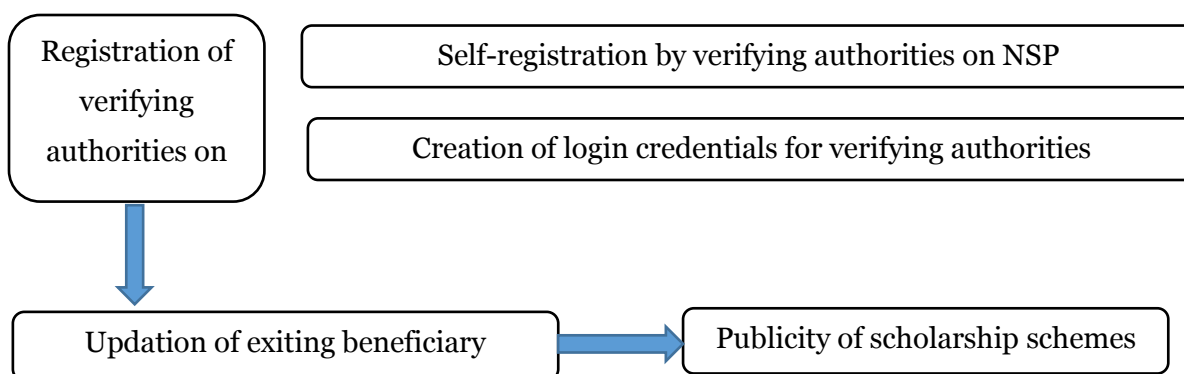 Registration of
verifying
authorities on
Self-registration by verifying authorities on NSP
Creation of login credentials for verifying authorities
Updation of exiting beneficiary
Publicity of scholarship schemes